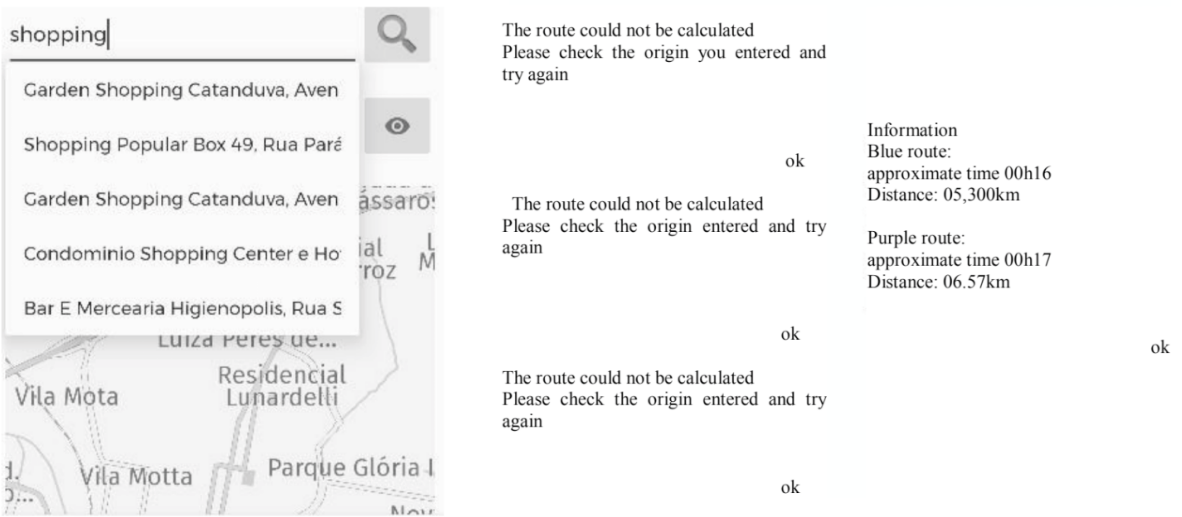 shopping
Garden Shopping Catanduva, Aven
Shopping Popular Box 49, Rua Pará
Garden Shopping Catanduva, Aven
Condominio Shopping Center e Ho
Bar E Mercearia Higienopolis, Rua S
ássaros
ial
rroz
L
M
Luiza Peres de...
Residencial
Lunardelli
Vila Mota
Vila Motta
Parque Glória I
The route could not be calculated
Please check the origin you entered and
try again
ok
The route could not be calculated
Please check the origin entered and try
again
ok
The route could not be calculated
Please check the origin entered and try
again
ok
Information
Blue route:
approximate time 00h16
Distance: 05,300km
Purple route:
approximate time 00h17
Distance: 06.57km
ok